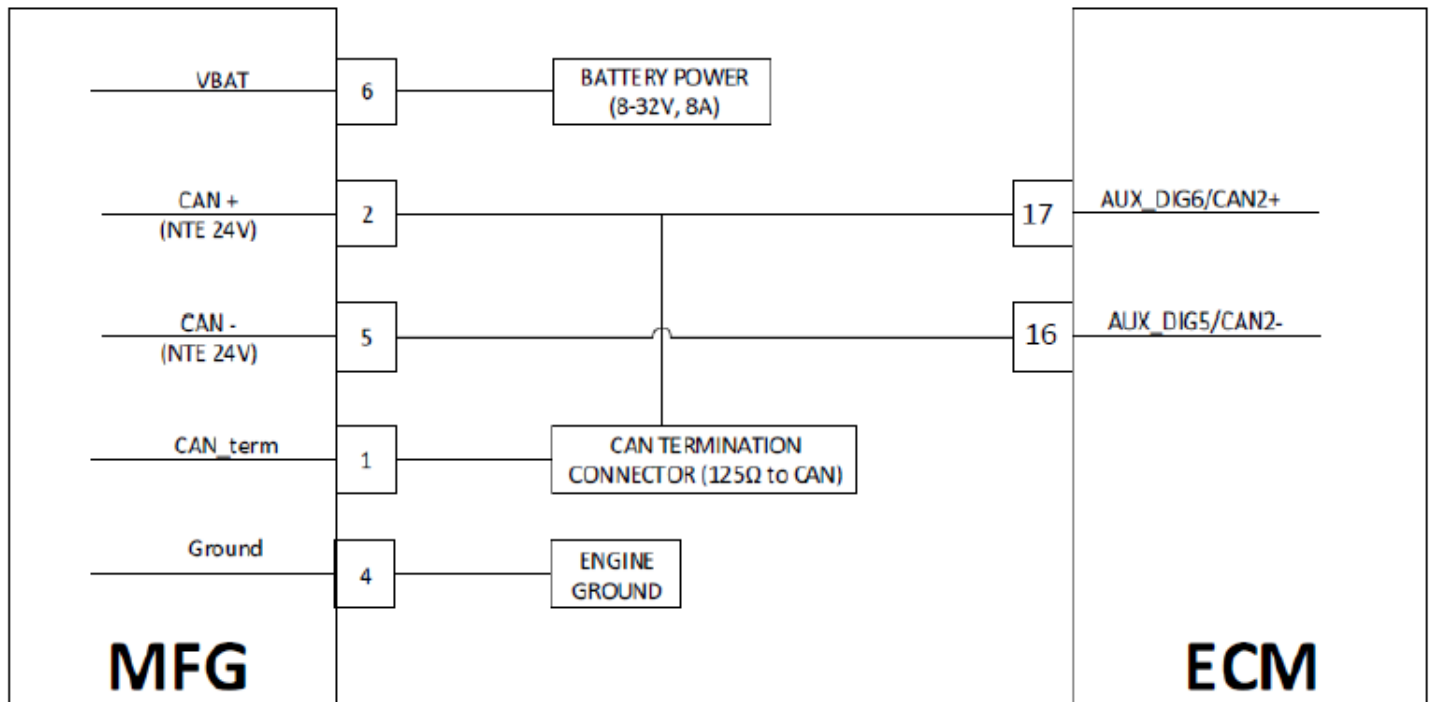 VBAT
6
BATTERY POWER
(8-32V, 8A)
CAN +
(NTE 24V)
2
17
AUX_DIG6/CAN2+
CAN -
(NTE 24V)
5
16
AUX_DIG5/CAN2-
CAN_term
1
CAN TERMINATION
CONNECTOR (125Ω to CAN)
Ground
4
ENGINE
GROUND
MFG
ECM